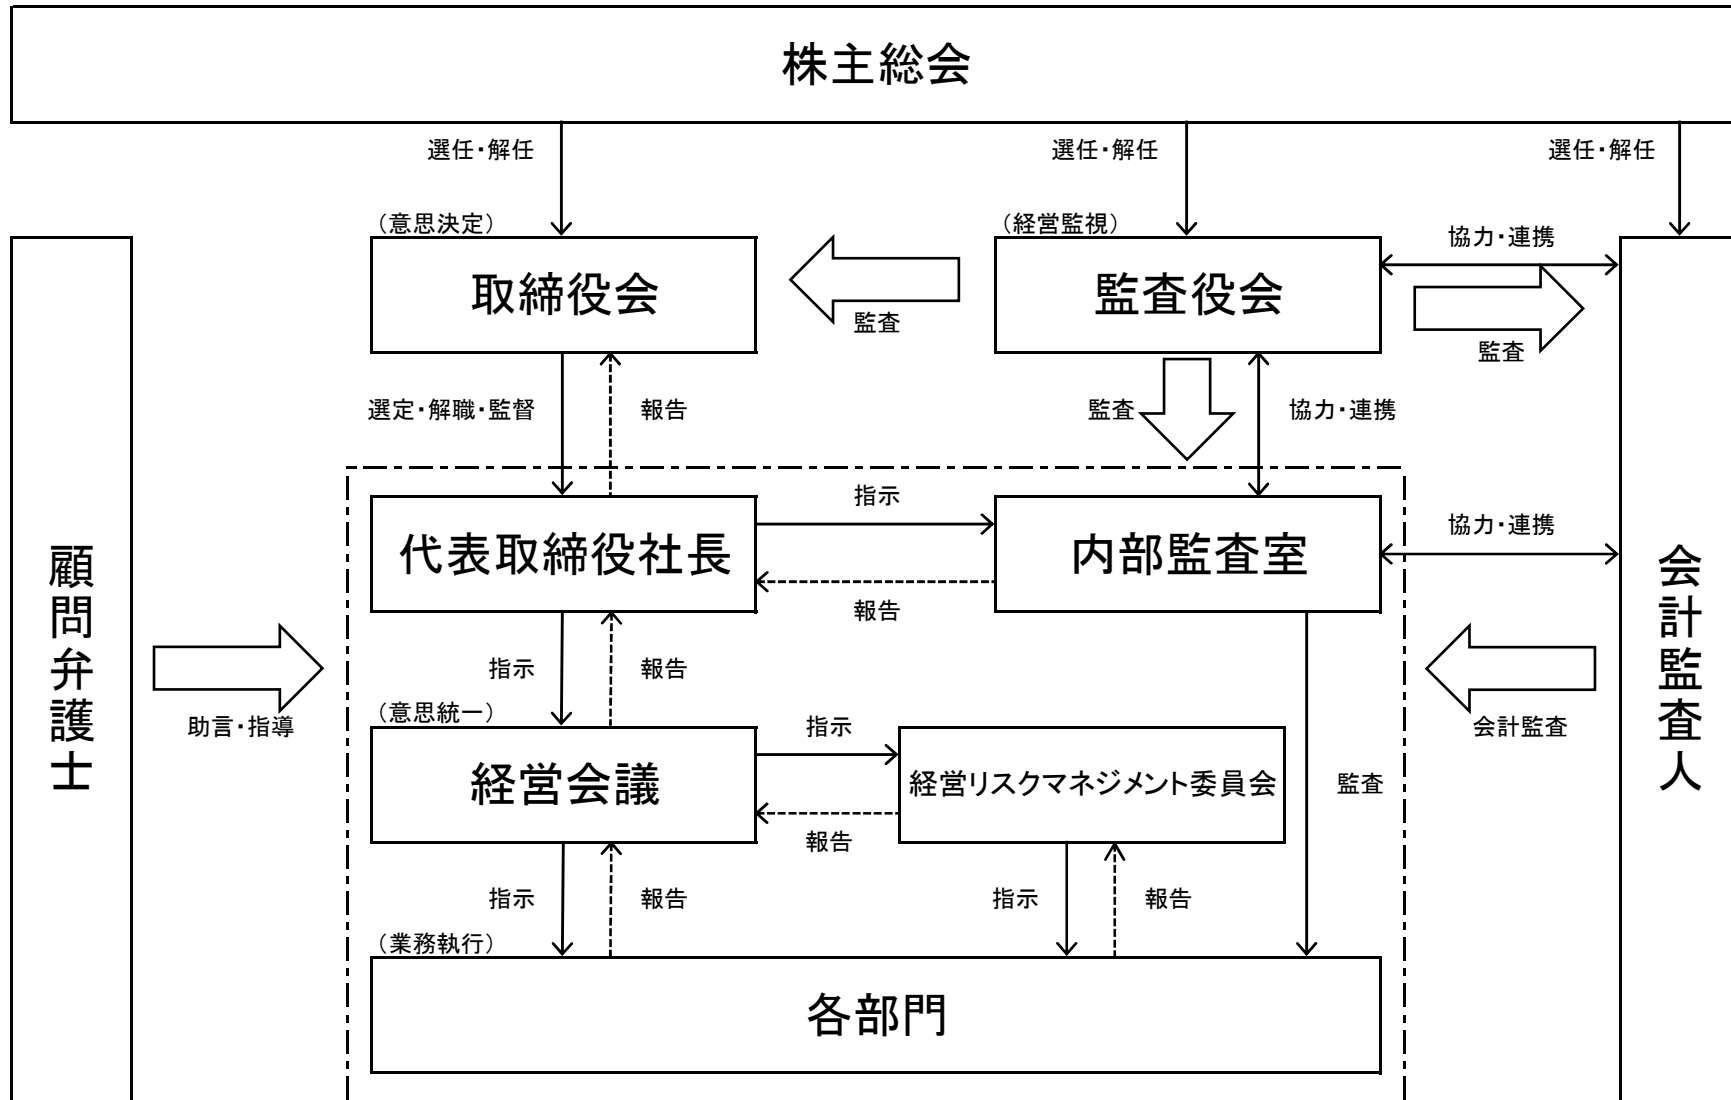 株主総会
選任・解任
選任・解任
選任・解任
（意思決定）
（経営監視）
取締役会
監査役会
協力・連携
監査
監査
選定・解職・監督
報告
監査
協力・連携
代表取締役社長
指示
内部監査室
報告
協力・連携
顧問弁護士
会計監査人
指示
報告
助言・指導
会計監査
（意思統一）
経営会議
指示
経営リスクマネジメント委員会
報告
監査
指示
報告
指示
報告
（業務執行）
各部門